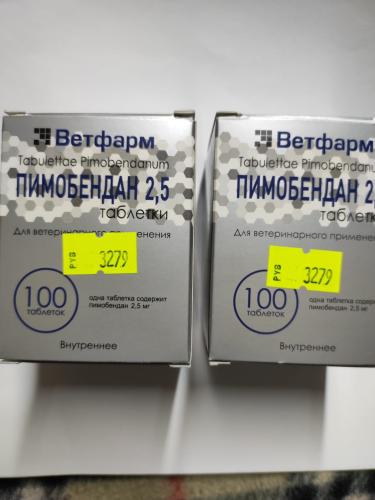 Ветфарм
Tabulettae Pimobendanum
ПИМОБЕНДАН 2,5
таблетки
Для ветеринарного применения
РУБ 3279
100
таблеток
одна таблетка содержит
пимобендан 2,5 мг
Внутреннее
Ветфарм
Tabulettae Pimobendanum
ПИМОБЕНДАН 2
таблетки
Для ветеринарного
РУБ 3279
100
таблеток
одна таблетка
пимобендан 2,5 мг
Внутреннее